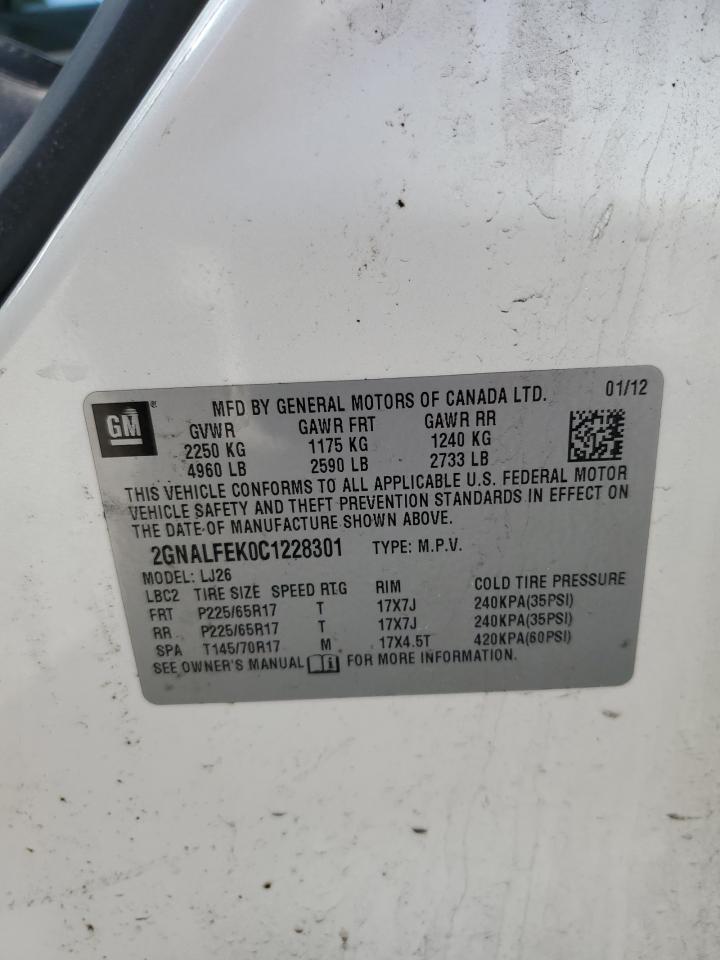 GM ® MFD BY GENERAL MOTORS OF CANADA LTD. 01/12
GVWR GAWR FRT GAWR RR
2250 KG 1175 KG 1240 KG
4960 LB 2590 LB 2733 LB
THIS VEHICLE CONFORMS TO ALL APPLICABLE U.S. FEDERAL MOTOR
VEHICLE SAFETY AND THEFT PREVENTION STANDARDS IN EFFECT ON
THE DATE OF MANUFACTURE SHOWN ABOVE.
2GNALFEK0C1228301 TYPE: M.P.V.
MODEL: LJ26
LBC2 TIRE SIZE SPEED RTG RIM COLD TIRE PRESSURE
FRT P225/65R17 T 17X7J 240KPA(35PSI)
RR P225/65R17 T 17X7J 240KPA(35PSI)
SPA T145/70R17 M 17X4.5T 420KPA(60PSI)
SEE OWNER'S MANUAL FOR MORE INFORMATION.